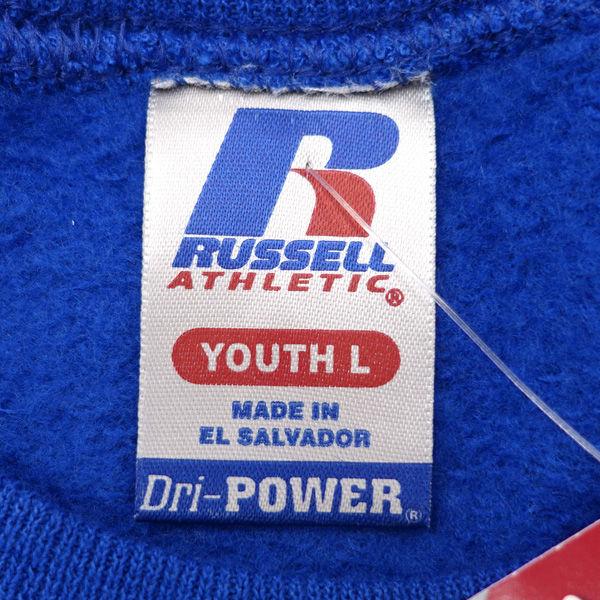 R
RUSSELL
ATHLETIC®
YOUTH L
MADE IN
EL SALVADOR
Dri-POWER®